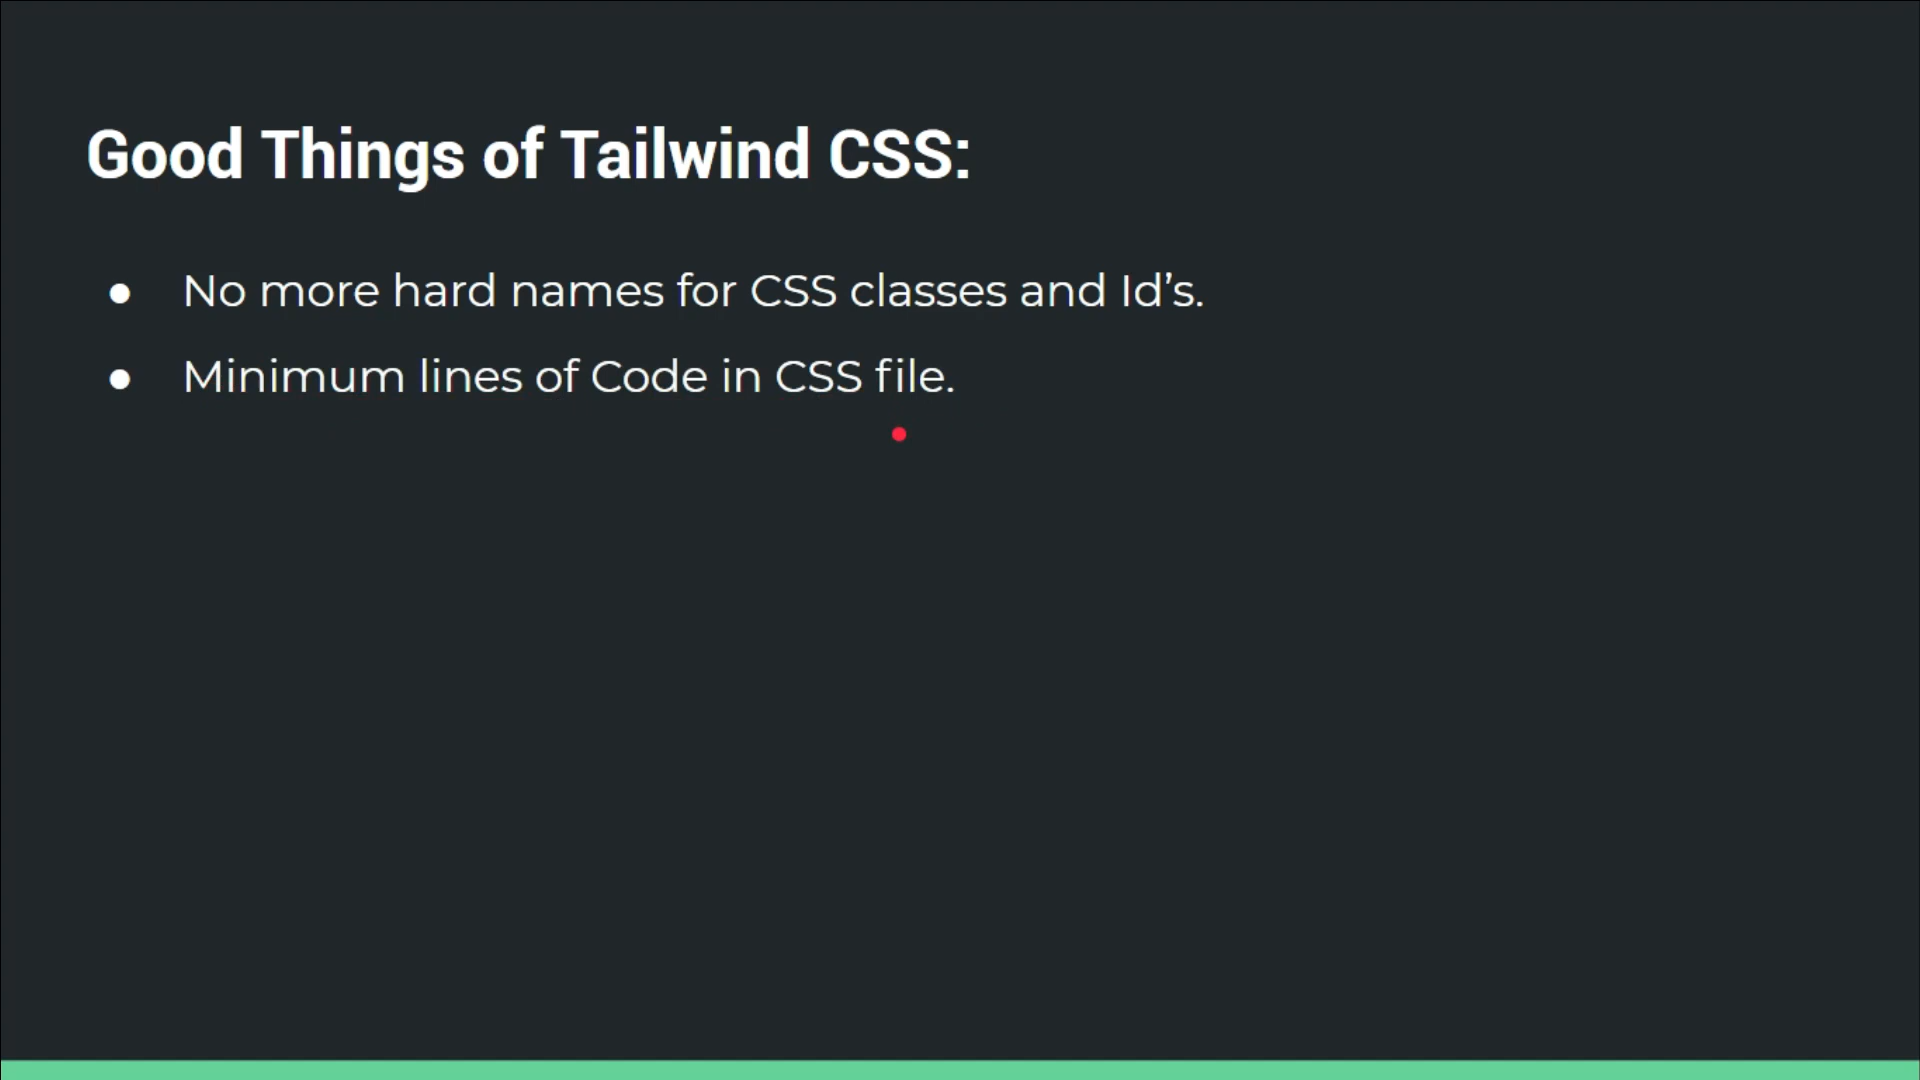 Good Things of Tailwind CSS:
● No more hard names for CSS classes and Id’s.
● Minimum lines of Code in CSS file.